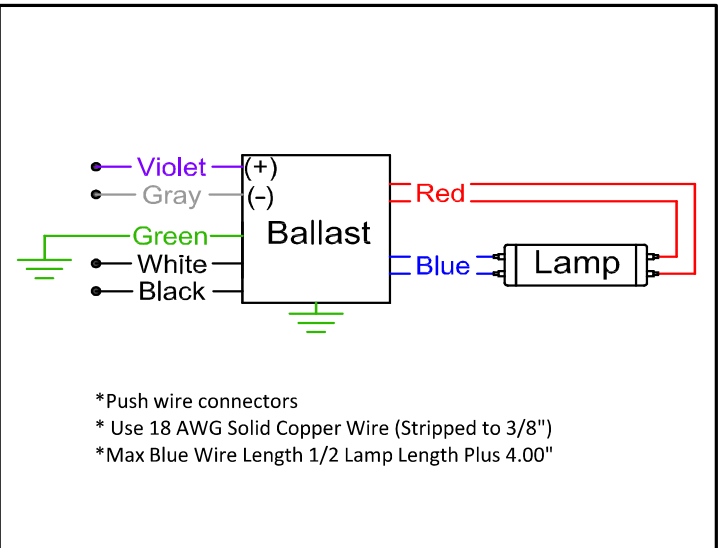 Violet (+)
Gray (-)
Red
Green
Ballast
White
Blue
Lamp
Black
*Push wire connectors
* Use 18 AWG Solid Copper Wire (Stripped to 3/8")
*Max Blue Wire Length 1/2 Lamp Length Plus 4.00"